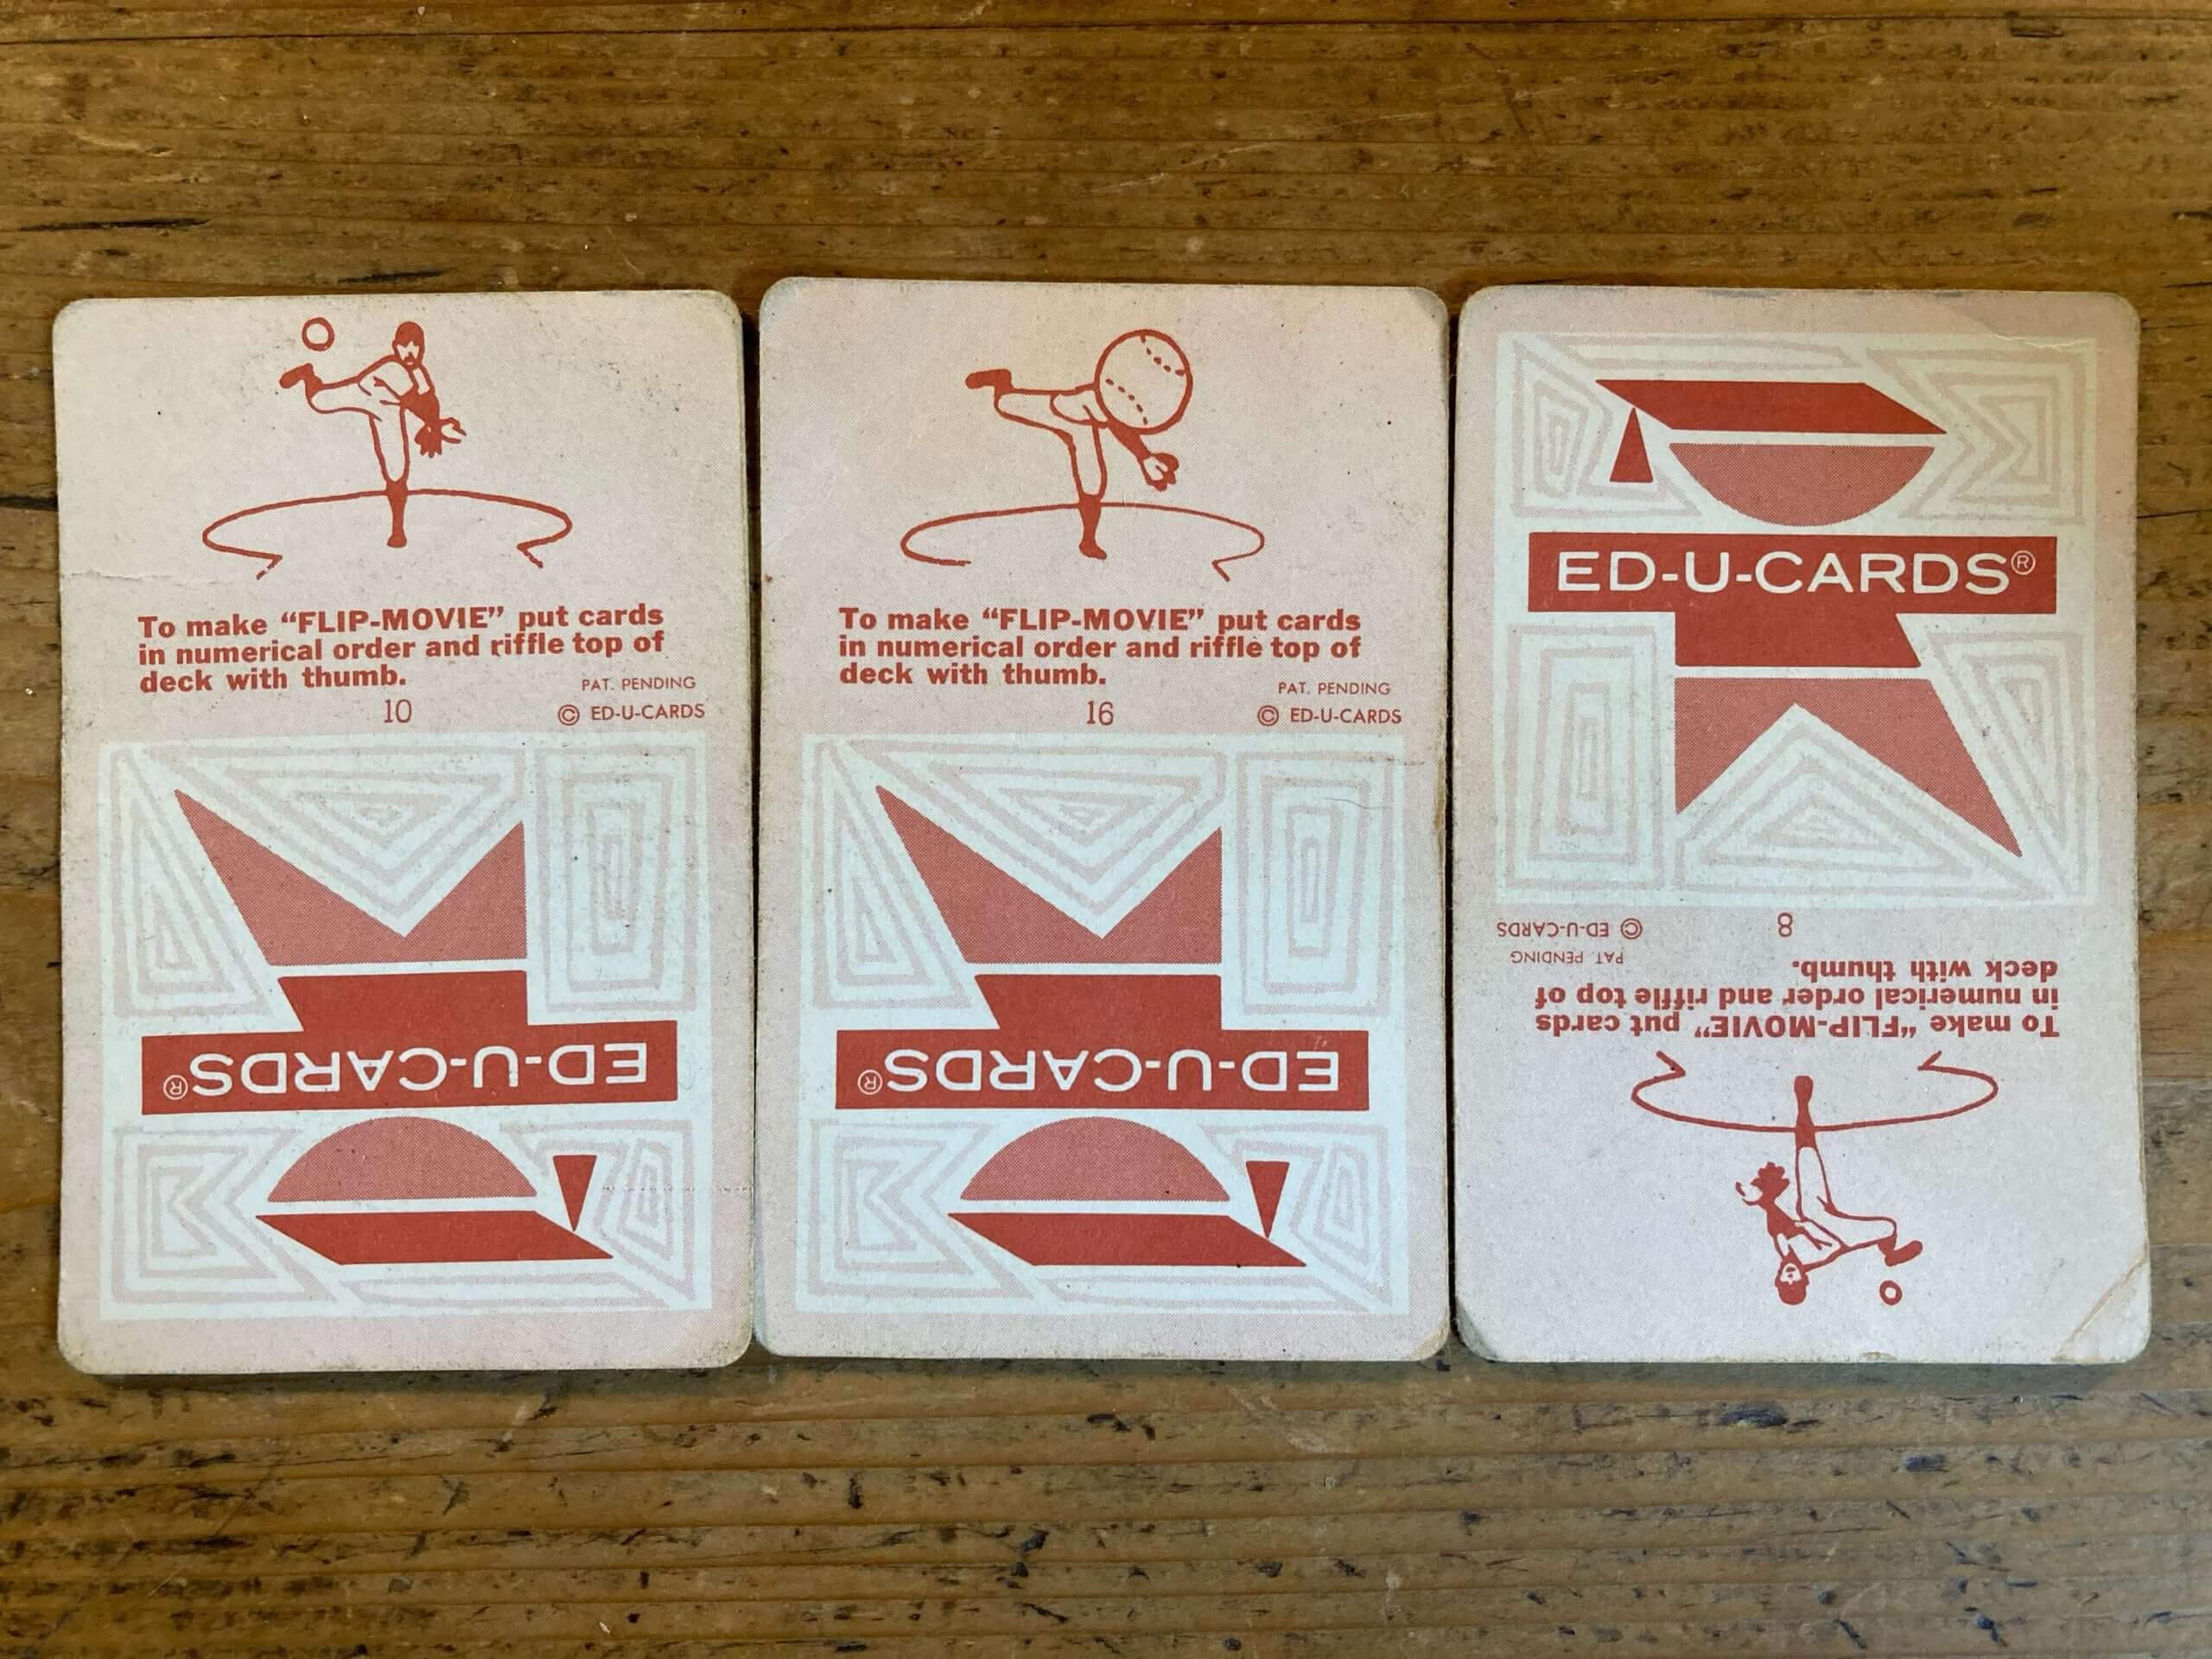 To make “FLIP-MOVIE” put cards
in numerical order and riffle top of
deck with thumb.
PAT. PENDING
10
© ED-U-CARDS
ED-U-CARDS®
To make “FLIP-MOVIE” put cards
in numerical order and riffle top of
deck with thumb.
PAT. PENDING
16
© ED-U-CARDS
ED-U-CARDS®
ED-U-CARDS®
To make “FLIP-MOVIE” put cards
in numerical order and riffle top of
deck with thumb.
PAT. PENDING
8
© ED-U-CARDS